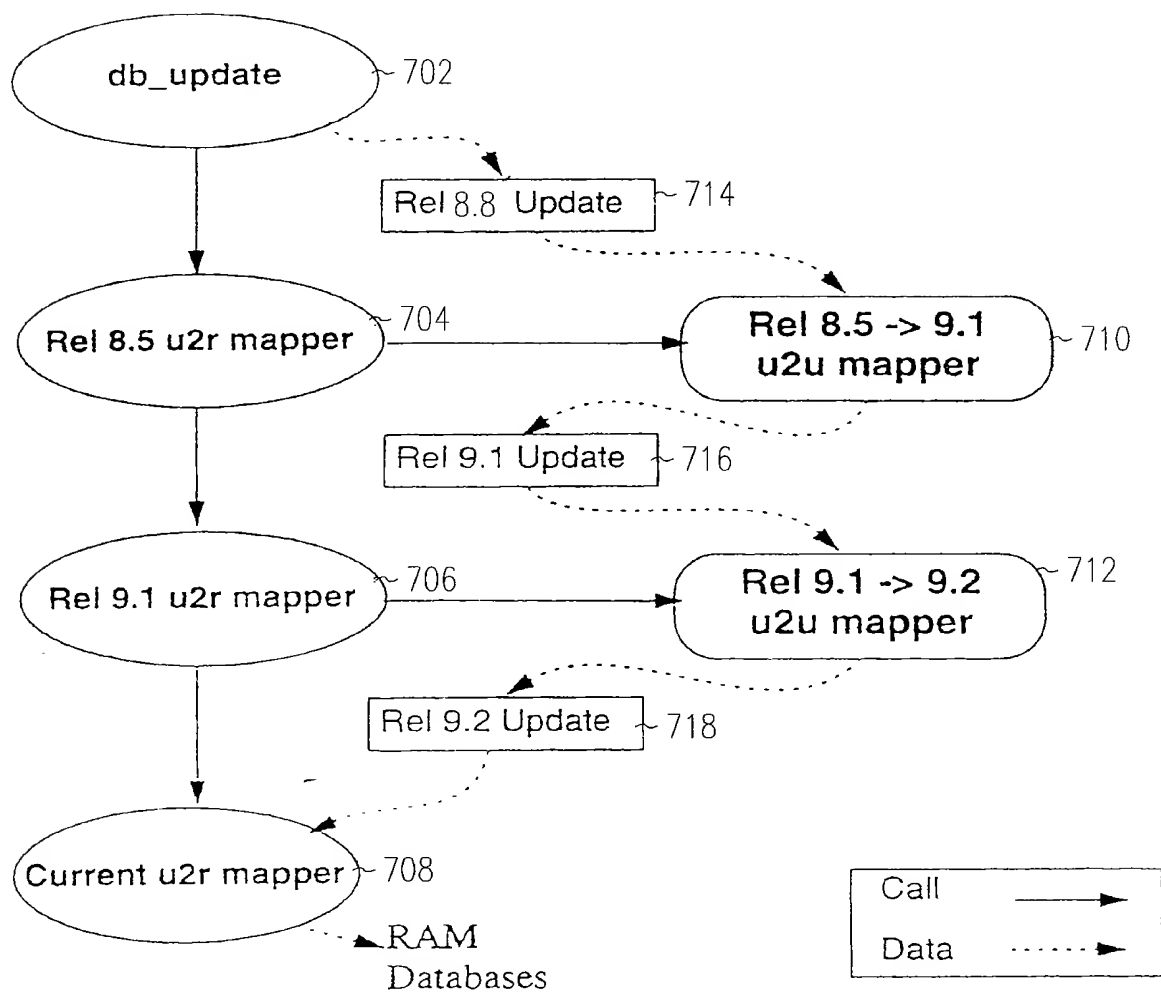 db_update
702
Rel 8.8 Update
714
Rel 8.5 u2r mapper
704
Rel 8.5 -> 9.1
u2u mapper
710
Rel 9.1 Update
716
Rel 9.1 u2r mapper
706
Rel 9.1 -> 9.2
u2u mapper
712
Rel 9.2 Update
718
Current u2r mapper
708
RAM
Databases
Call
Data